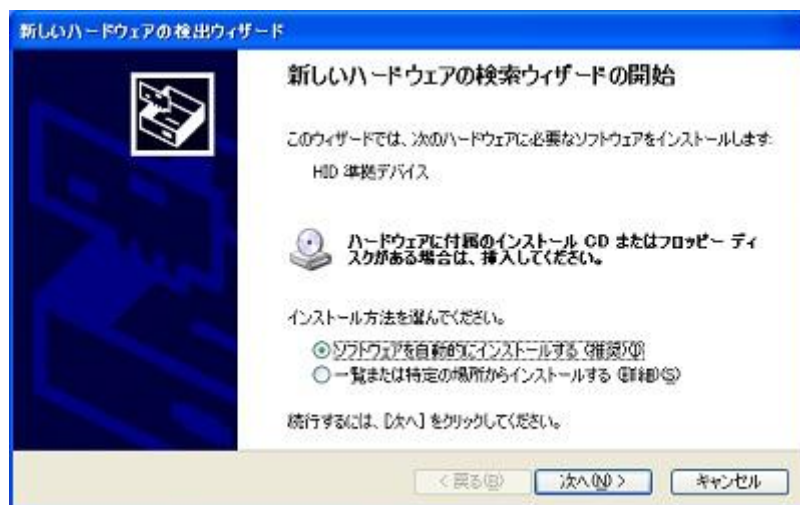 新しいハードウェアの検出ウィザード
新しいハードウェアの検索ウィザードの開始
このウィザードでは、次のハードウェアに必要なソフトウェアをインストールします:
HID 準拠デバイス
ハードウェアに付属のインストール CD またはフロッピー ディ
スクがある場合は、挿入してください。
インストール方法を選んでください。
ソフトウェアを自動的にインストールする (推奨)(I)
一覧または特定の場所からインストールする (詳細)(S)
続行するには、[次へ] をクリックしてください。
< 戻る(B)
次へ(N) >
キャンセル